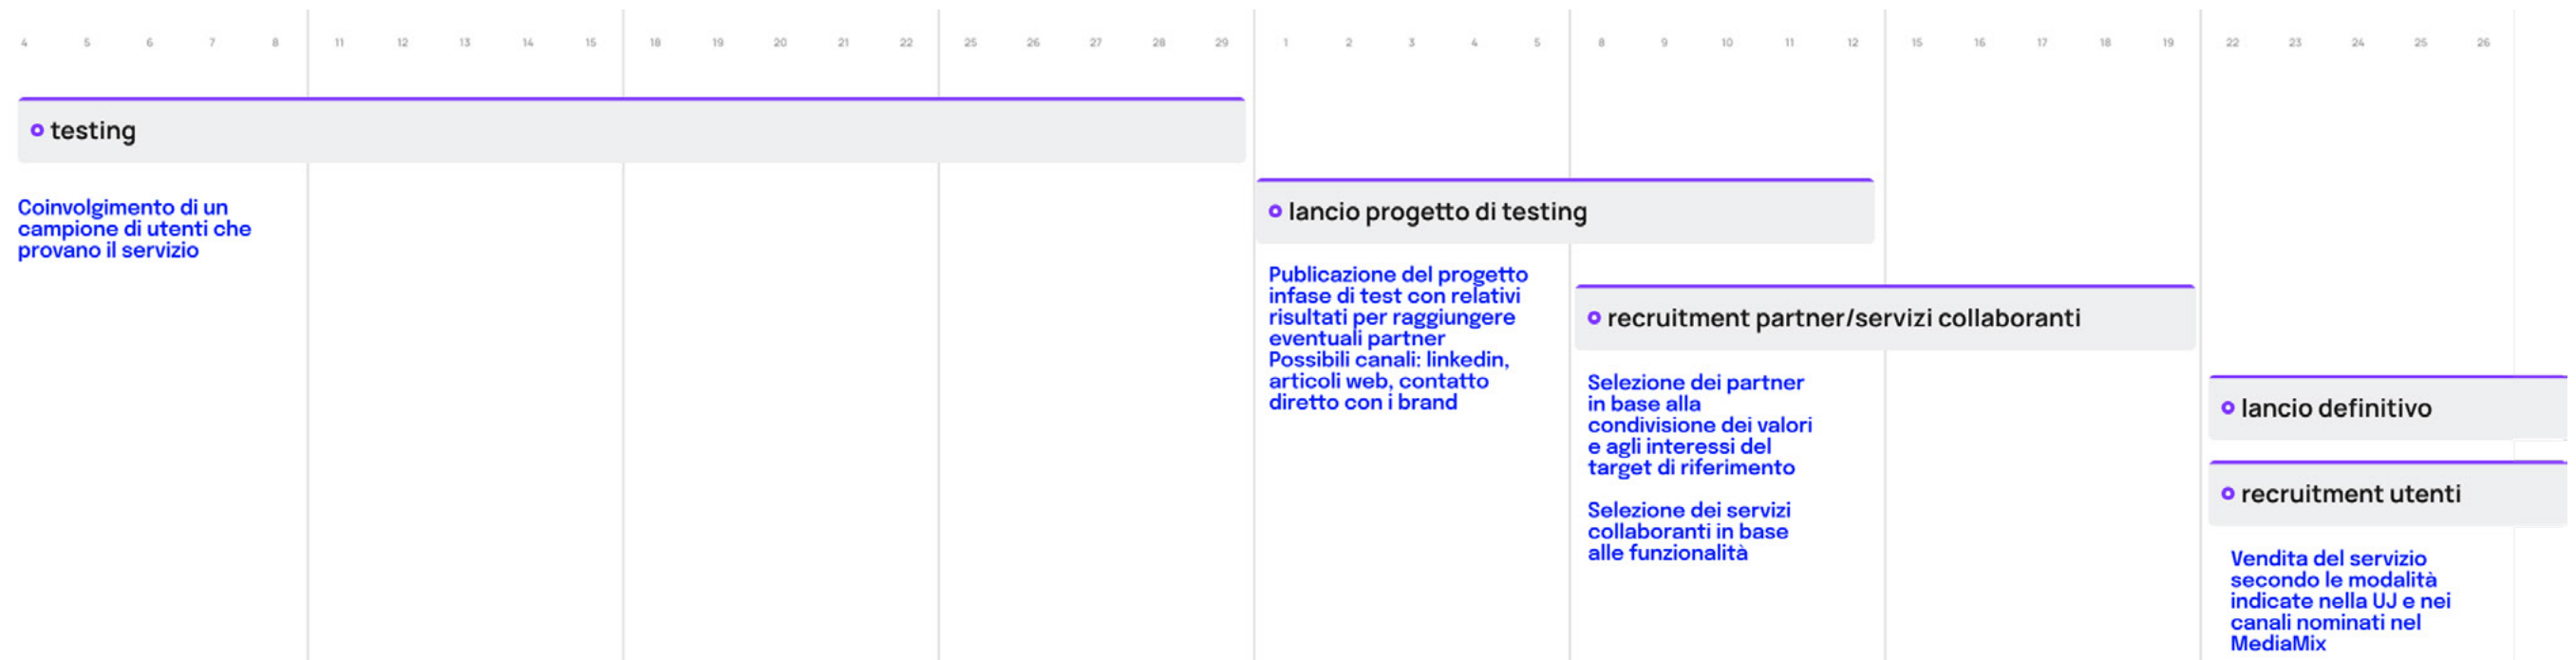 4 5 6 7 8 11 12 13 14 15 18 19 20 21 22 25 26 27 28 29 1 2 3 4 5 8 9 10 11 12 15 16 17 18 19 22 23 24 25 26
testing
Coinvolgimento di un
campione di utenti che
provano il servizio
lancio progetto di testing
Publicazione del progetto
infase di test con relativi
risultati per raggiungere
eventuali partner
Possibili canali: linkedin,
articoli web, contatto
diretto con i brand
recruitment partner/servizi collaboranti
Selezione dei partner
in base alla
condivisione dei valori
e agli interessi del
target di riferimento
Selezione dei servizi
collaboranti in base
alle funzionalità
lancio definitivo
recruitment utenti
Vendita del servizio
secondo le modalità
indicate nella UJ e nei
canali nominati nel
MediaMix